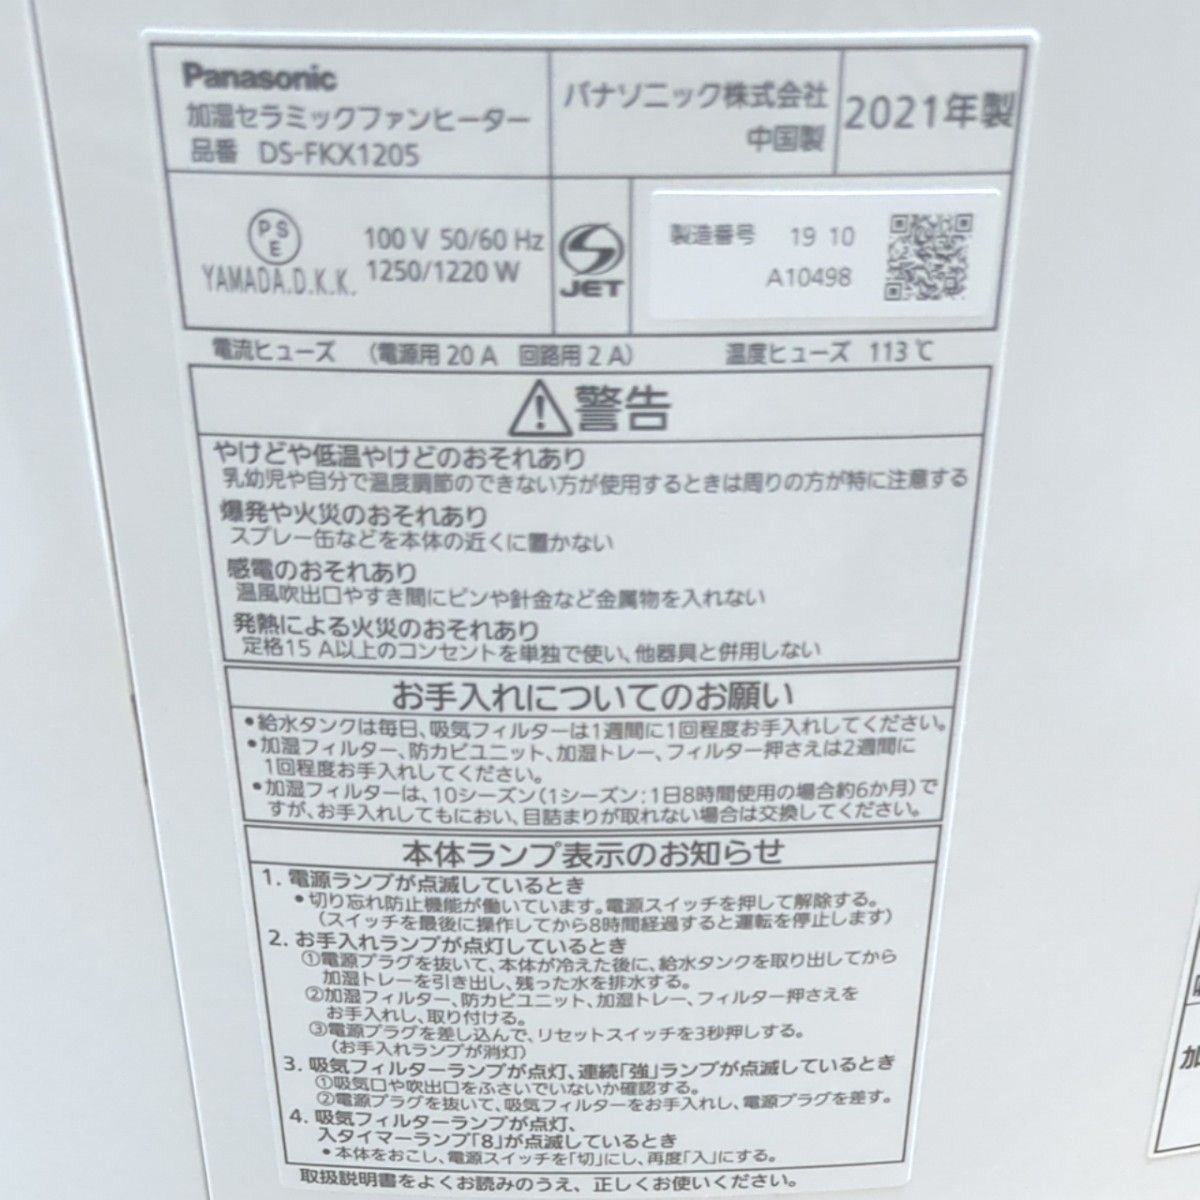 Panasonic
加湿セラミックファンヒーター
品番 DS-FKX1205
パナソニック株式会社
中国製
2021年製
PSE
YAMADA.D.K.K.
100 V 50/60 Hz
1250/1220 W
JET
製造番号 19 10
A10498
電流ヒューズ (電源用 20 A 回路用 2 A) 温度ヒューズ 113 ℃
警告
やけどや低温やけどのおそれあり
乳幼児や自分で温度調節のできない方が使用するときは周りの方が特に注意する
爆発や火災のおそれあり
スプレー缶などを本体の近くに置かない
感電のおそれあり
温風吹出口やすき間にピンや針金など金属物を入れない
発熱による火災のおそれあり
定格15 A以上のコンセントを単独で使い、他器具と併用しない
お手入れについてのお願い
•給水タンクは毎日、吸気フィルターは1週間に1回程度お手入れしてください。
•加湿フィルター、防カビユニット、加湿トレー、フィルター押さえは2週間に
1回程度お手入れしてください。
•加湿フィルターは、10シーズン(1シーズン:1日8時間使用の場合約6か月)で
すが、お手入れしてもにおい、目詰まりが取れない場合は交換してください。
本体ランプ表示のお知らせ
1. 電源ランプが点滅しているとき
•切り忘れ防止機能が働いています。電源スイッチを押して解除する。
(スイッチを最後に操作してから8時間経過すると運転を停止します)
2. お手入れランプが点灯しているとき
①電源プラグを抜いて、本体が冷えた後に、給水タンクを取り出してから
加湿トレーを引き出し、残った水を排水する。
②加湿フィルター、防カビユニット、加湿トレー、フィルター押さえを
お手入れし、取り付ける。
③電源プラグを差し込んで、リセットスイッチを3秒押しする。
(お手入れランプが消灯)
3. 吸気フィルターランプが点灯、連続「強」ランプが点滅しているとき
①吸気口や吹出口をふさいでいないか確認する。
②電源プラグを抜いて、吸気フィルターをお手入れし、電源プラグを差す。
4. 吸気フィルターランプが点灯、
入タイマーランプ「8」が点滅しているとき
•本体をおこし、電源スイッチを「切」にし、再度「入」にする。
取扱説明書をよくお読みのうえ、正しくお使いください。
加